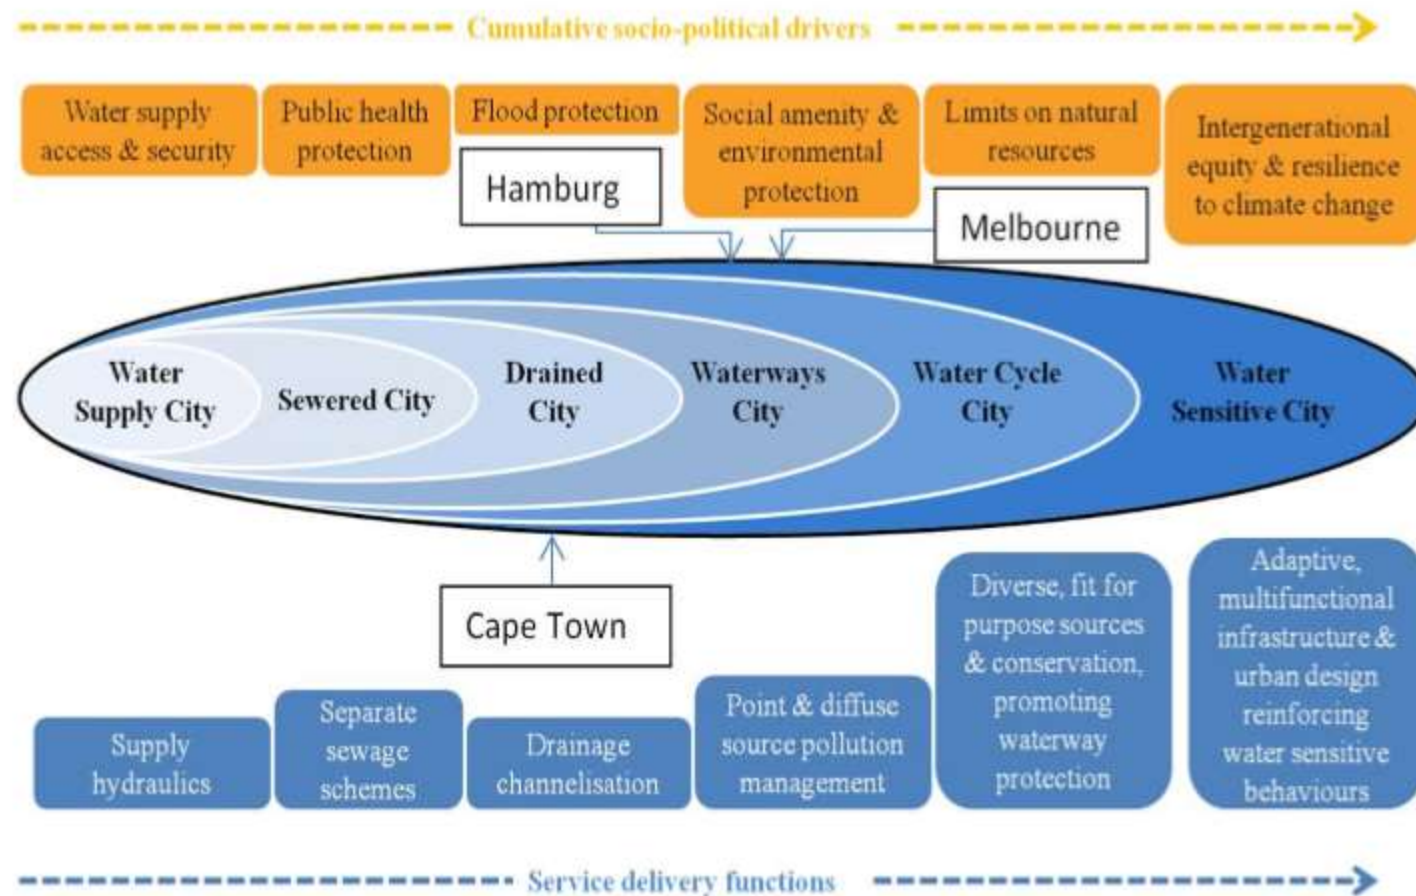 Cumulative socio-political drivers
Water supply
access & security
Public health
protection
Flood protection
Social amenity &
environmental
protection
Limits on natural
resources
Intergenerational
equity & resilience
to climate change
Hamburg
Melbourne
Water
Supply City
Sewered City
Drained
City
Waterways
City
Water Cycle
City
Water
Sensitive City
Cape Town
Supply
hydraulics
Separate
sewage
schemes
Drainage
channelisation
Point & diffuse
source pollution
management
Diverse, fit for
purpose sources
& conservation,
promoting
waterway
protection
Adaptive,
multifunctional
infrastructure &
urban design
reinforcing
water sensitive
behaviours
Service delivery functions